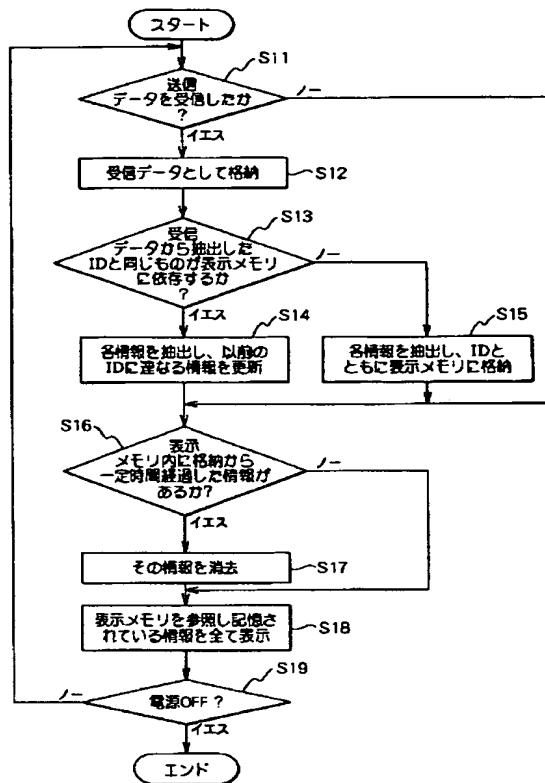 スタート
S11
送信
データを受信したか
?
ノー
イエス
受信データとして格納
S12
S13
受信
データから抽出した
IDと同じものが表示メモリ
に依存するか
?
ノー
イエス
S14
各情報を抽出し、以前の
IDに連なる情報を更新
S15
各情報を抽出し、IDと
ともに表示メモリに格納
S16
表示
メモリ内に格納から
一定時間経過した情報が
あるか?
ノー
イエス
その情報を消去
S17
表示メモリを参照し記憶さ
れている情報を全て表示
S18
S19
電源OFF?
ノー
イエス
エンド